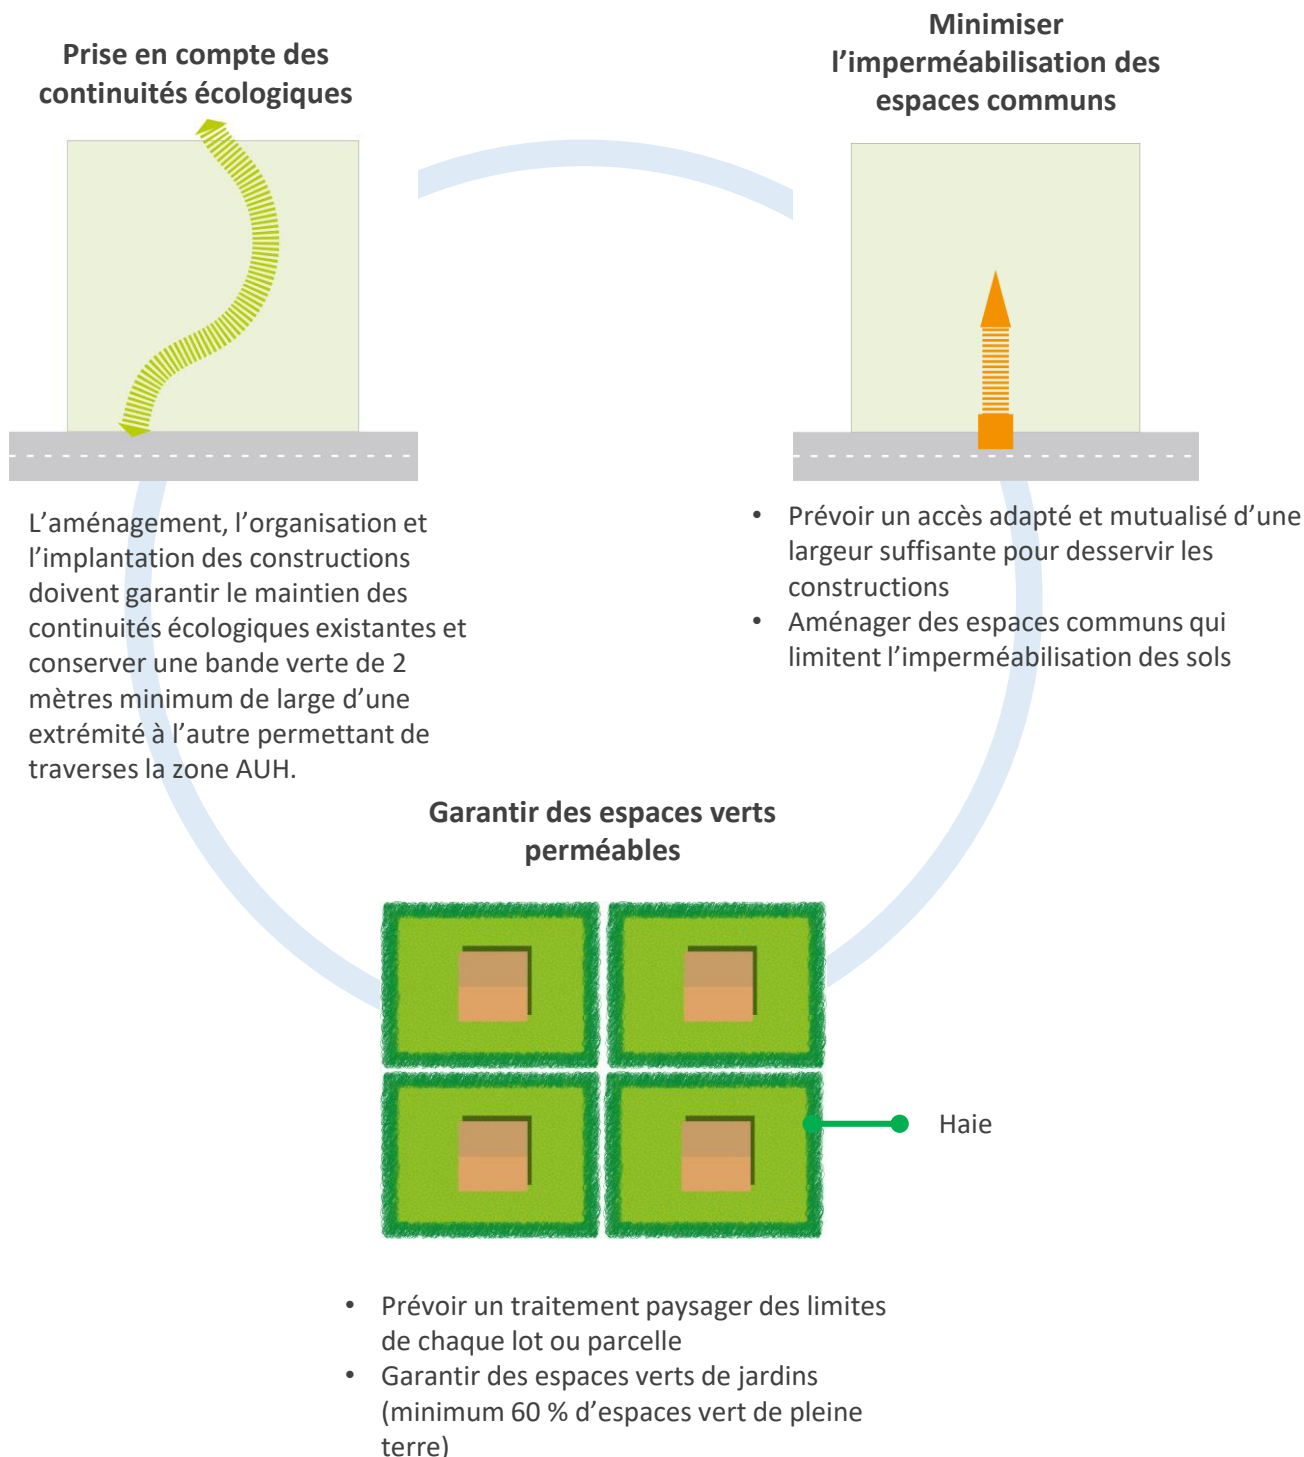 Prise en compte des
continuités écologiques
L’aménagement, l’organisation et
l’implantation des constructions
doivent garantir le maintien des
continuités écologiques existantes et
conserver une bande verte de 2
mètres minimum de large d’une
extrémité à l’autre permettant de
traverses la zone AUH.
Minimiser
l’imperméabilisation des
espaces communs
• Prévoir un accès adapté et mutualisé d’une
largeur suffisante pour desservir les
constructions
• Aménager des espaces communs qui
limitent l’imperméabilisation des sols
Garantir des espaces verts
perméables
Haie
• Prévoir un traitement paysager des limites
de chaque lot ou parcelle
• Garantir des espaces verts de jardins
(minimum 60 % d’espaces vert de pleine
terre)